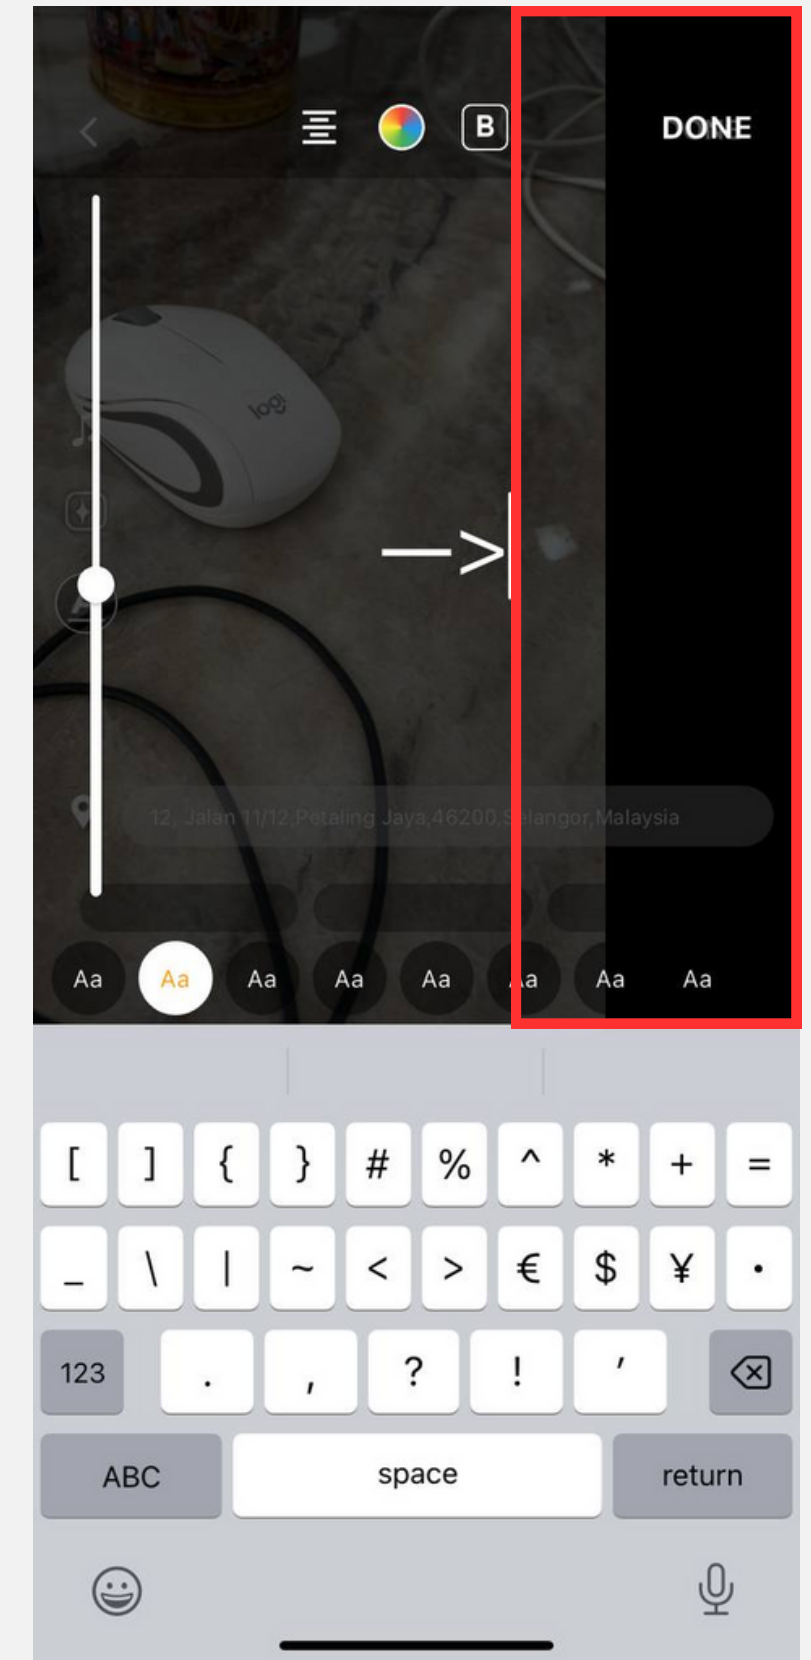 B
DONE
logi
—>
12, Jalan 11/12,Petaling Jaya,46200,Selangor,Malaysia
Aa Aa Aa Aa Aa Aa Aa Aa
[ ] { } # % ^ * + =
_ \ | ~ < > € $ ¥ •
123 . , ? ! ′
ABC space return